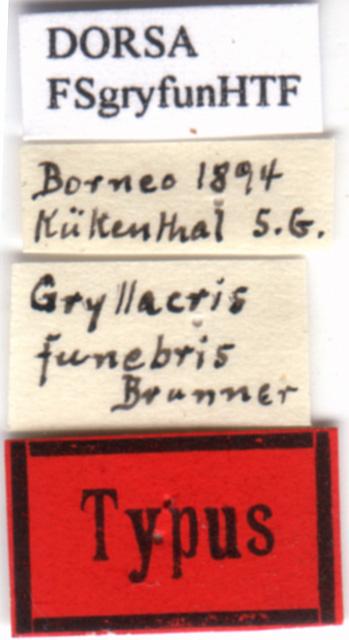 DORSA
FSgryfunHTF
Borneo 1894
Kükenthal S.G.
Gryllacris
funebris
Brunner
Typus